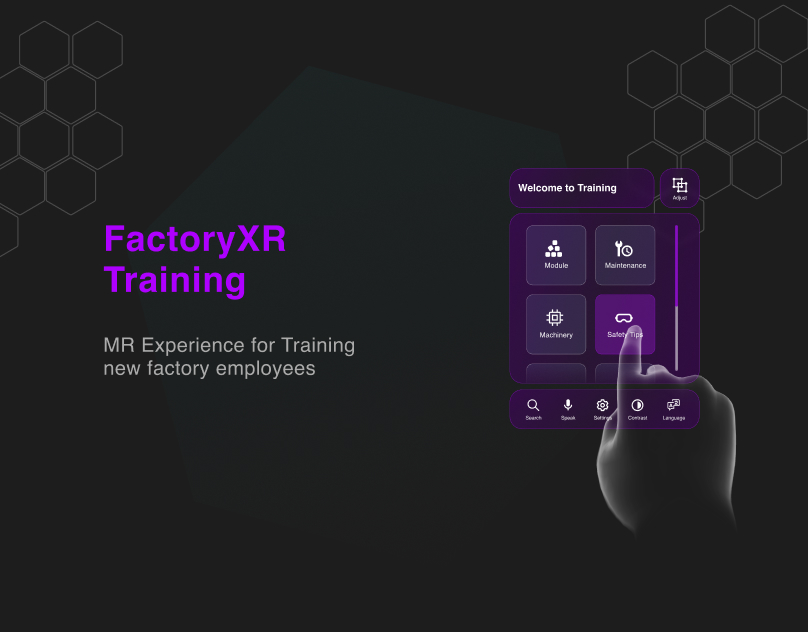 FactoryXR
Training
MR Experience for Training
new factory employees
Welcome to Training
Adjust
Module
Maintenance
Machinery
Safety Tips
Search
Speak
Settings
Contrast
Language